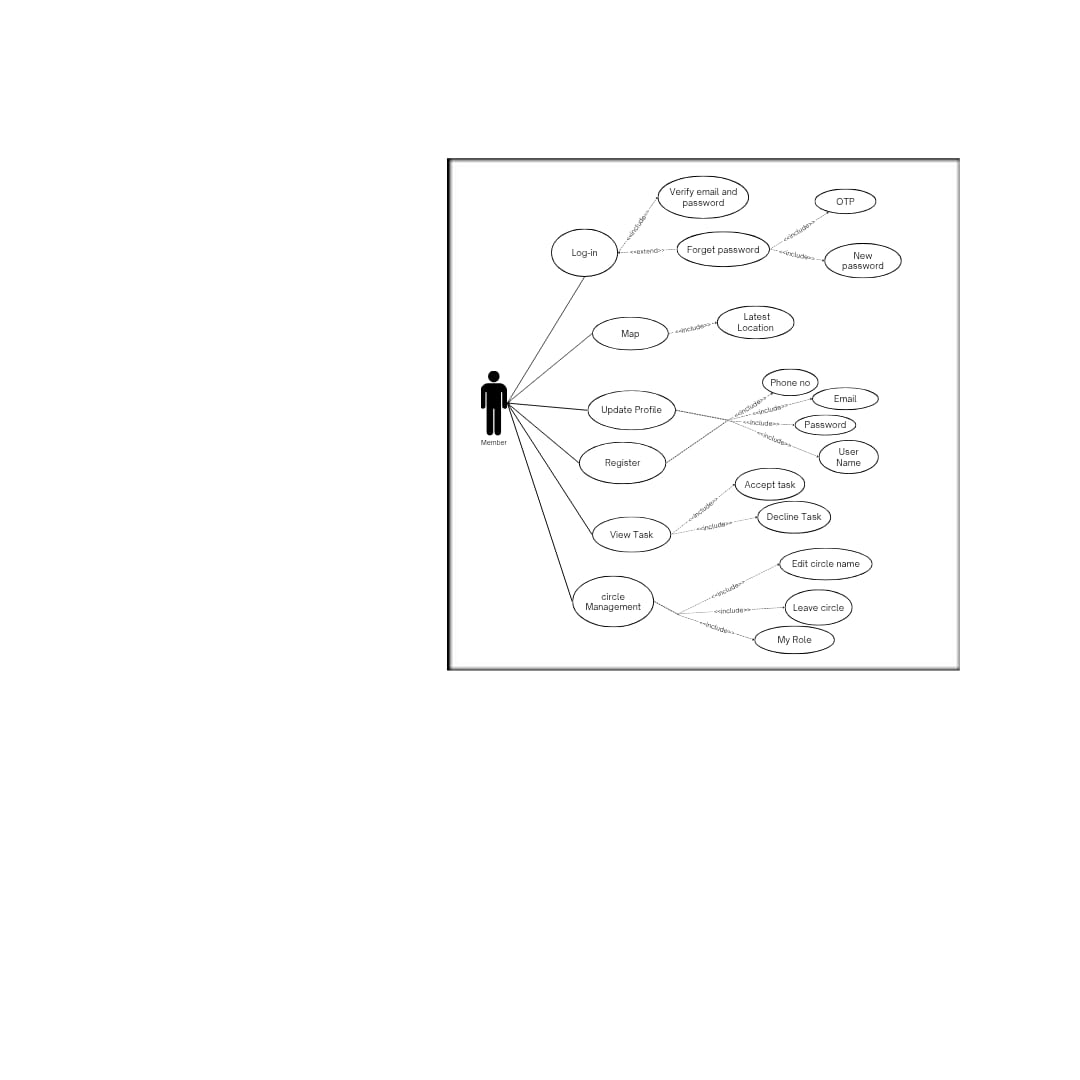 Verify email and
password
OTP
<<include>>
<<include>>
Log-in
<<extend>>
Forget password
<<include>>
New
password
Map
<<include>>
Latest
Location
Phone no
<<include>>
Email
<<include>>
Update Profile
<<include>>
Password
<<include>>
User
Name
Member
Register
Accept task
<<include>>
Decline Task
<<include>>
View Task
Edit circle name
<<include>>
circle
Management
<<include>>
Leave circle
<<include>>
My Role